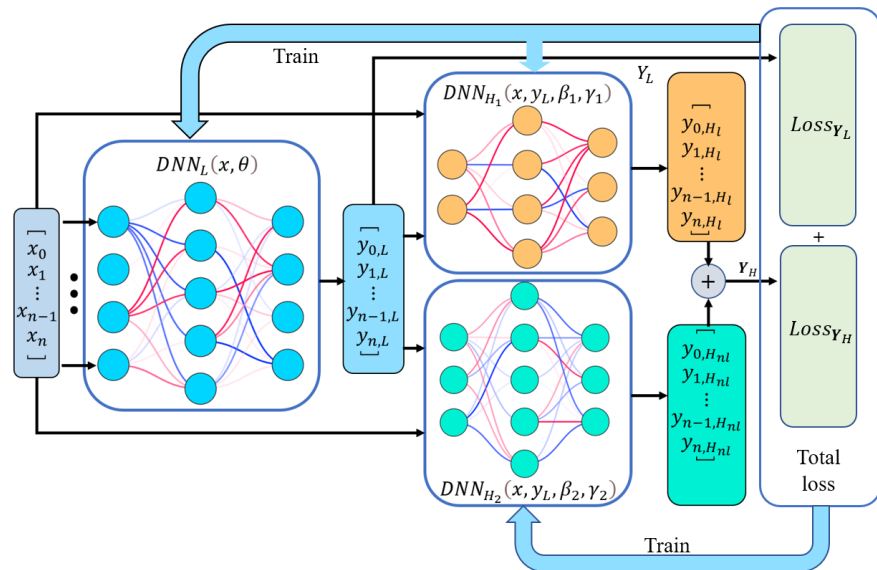 Train
Y_L
DNN_{H_1}(x, y_L, β_1, γ_1)
DNN_L(x, θ)
[
x_0
x_1
⋮
x_{n−1}
x_n
]
⋮
[
y_{0,L}
y_{1,L}
⋮
y_{n−1,L}
y_{n,L}
]
[
y_{0,H_l}
y_{1,H_l}
⋮
y_{n−1,H_l}
y_{n,H_l}
]
+
Y_H
[
y_{0,H_{nl}}
y_{1,H_{nl}}
⋮
y_{n−1,H_{nl}}
y_{n,H_{nl}}
]
DNN_{H_2}(x, y_L, β_2, γ_2)
Loss_{Y_L}
+
Loss_{Y_H}
Total
loss
Train